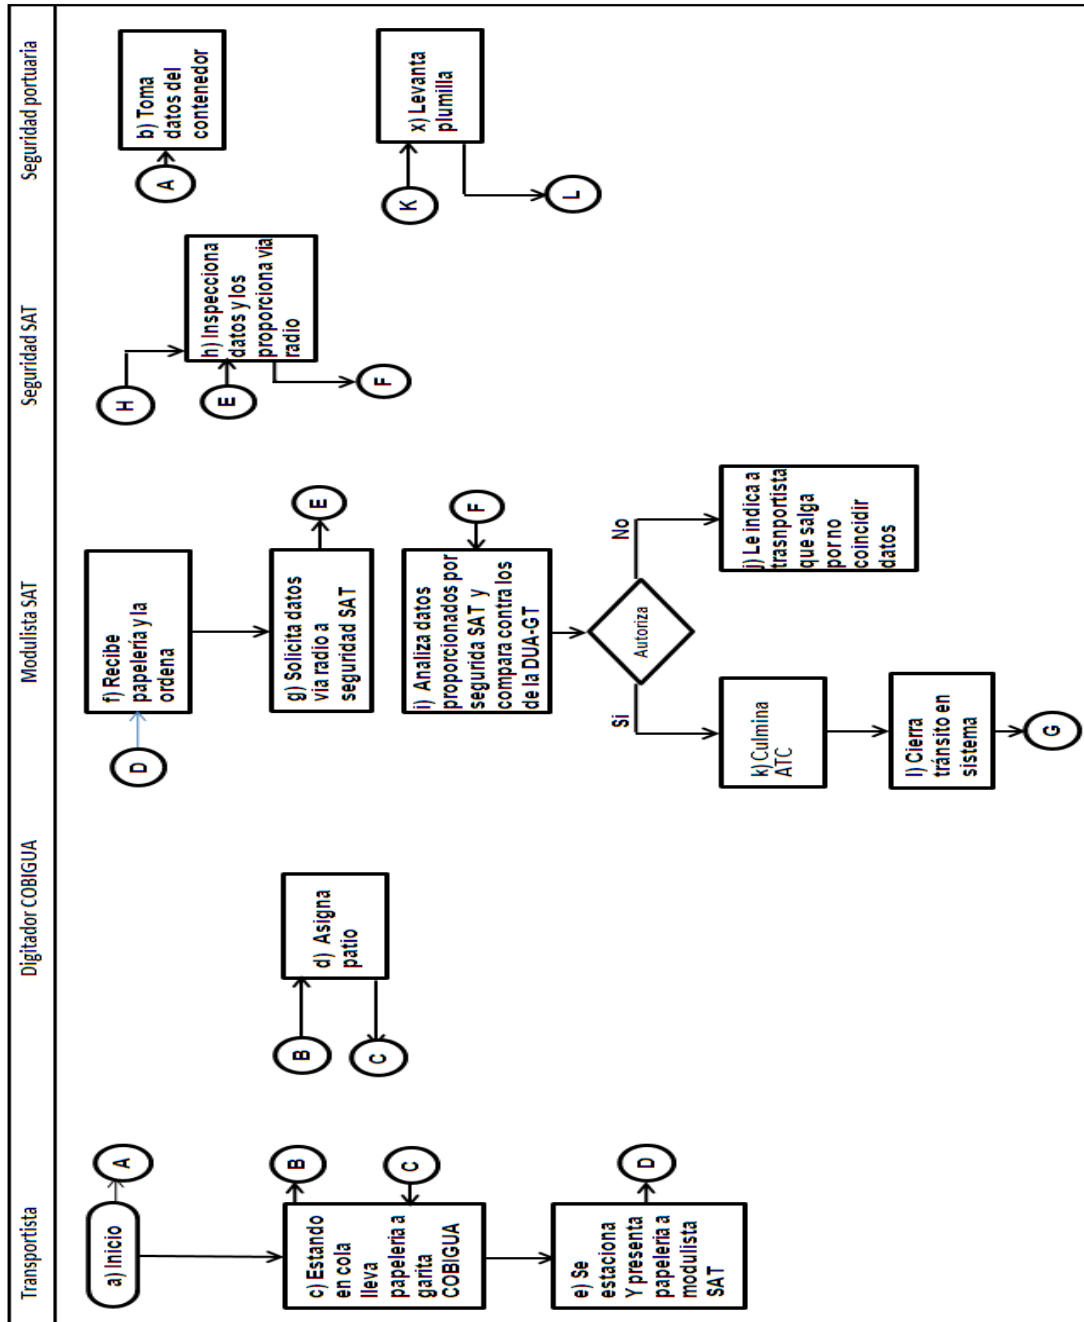 Transportista
Digitador COBIGUA
Modulista SAT
Seguridad SAT
Seguridad portuaria
a) Inicio
A
c) Estando
en cola
lleva
papeleria a
garita
COBIGUA
B
C
e) Se
estaciona
Y presenta
papeleria a
modulista
SAT
D
B
d) Asigna
patio
C
D
f) Recibe
papelería y la
ordena
g) Solicita datos
via radio a
seguridad SAT
E
i) Analiza datos
proporcionados por
segurida SAT y
compara contra los
de la DUA-GT
F
Autoriza
Si
No
k) Culmina
ATC
j) Le indica a
trasnportista
que salga
por no
coincidir
datos
l) Cierra
tránsito en
sistema
G
H
E
h) Inspecciona
datos y los
proporciona via
radio
F
A
b) Toma
datos del
contenedor
K
x) Levanta
plumilla
L